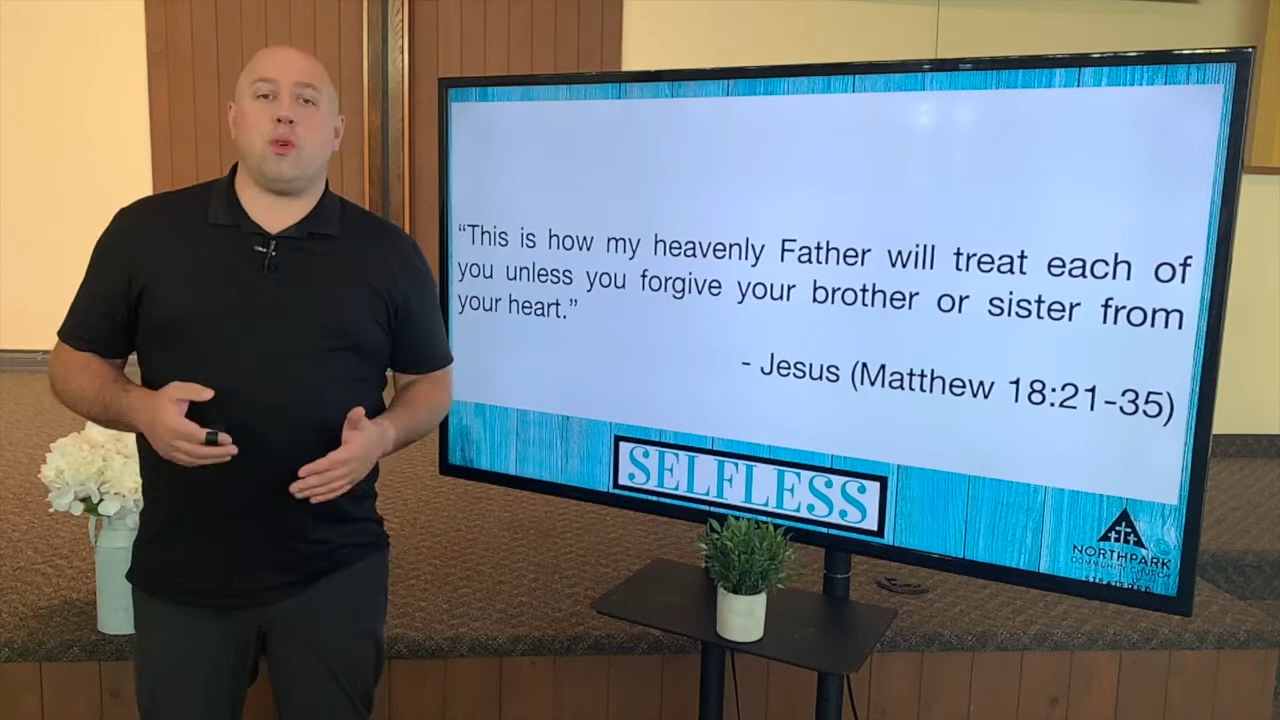 “This is how my heavenly Father will treat each of
you unless you forgive your brother or sister from
your heart.”
- Jesus (Matthew 18:21-35)
SELFLESS
NORTHPARK
COMMUNITY CHURCH
STRATFORD